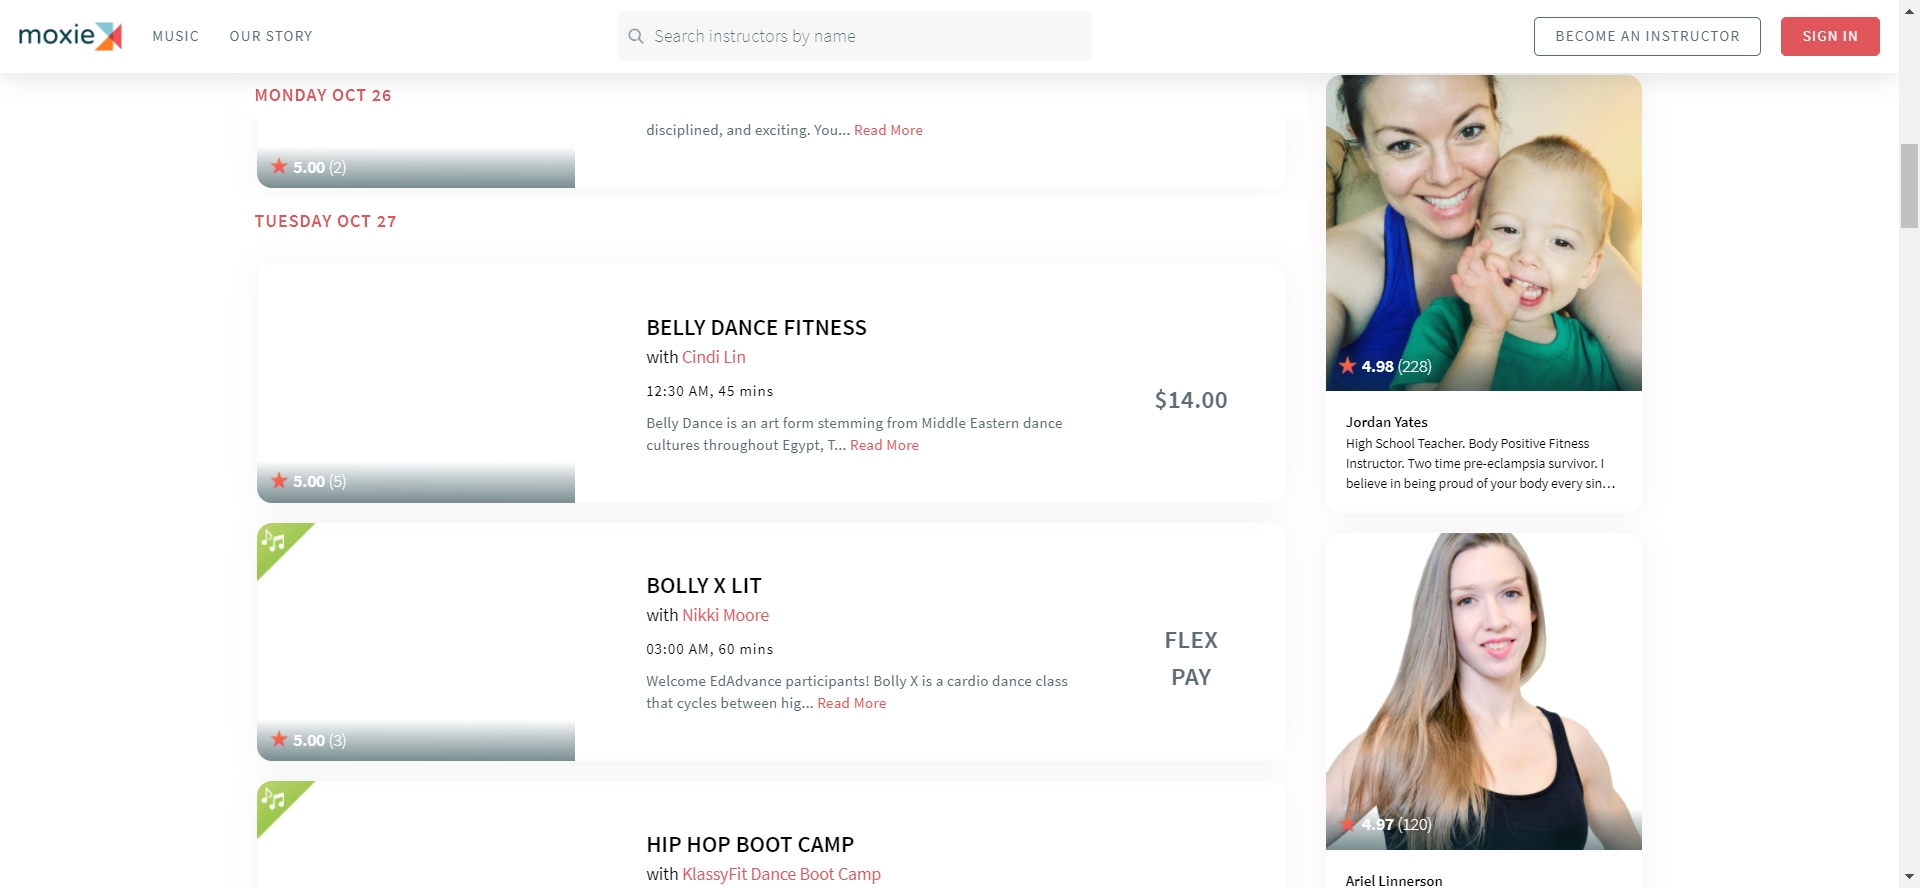 moxie
MUSIC
OUR STORY
Search instructors by name
BECOME AN INSTRUCTOR
SIGN IN
MONDAY OCT 26
disciplined, and exciting. You... Read More
5.00 (2)
TUESDAY OCT 27
BELLY DANCE FITNESS
with Cindi Lin
12:30 AM, 45 mins
Belly Dance is an art form stemming from Middle Eastern dance
cultures throughout Egypt, T... Read More
$14.00
5.00 (5)
BOLLY X LIT
with Nikki Moore
03:00 AM, 60 mins
Welcome EdAdvance participants! Bolly X is a cardio dance class
that cycles between hig... Read More
FLEX
PAY
5.00 (3)
HIP HOP BOOT CAMP
with KlassyFit Dance Boot Camp
4.98 (228)
Jordan Yates
High School Teacher. Body Positive Fitness
Instructor. Two time pre-eclampsia survivor. I
believe in being proud of your body every sin...
4.97 (120)
Ariel Linnerson